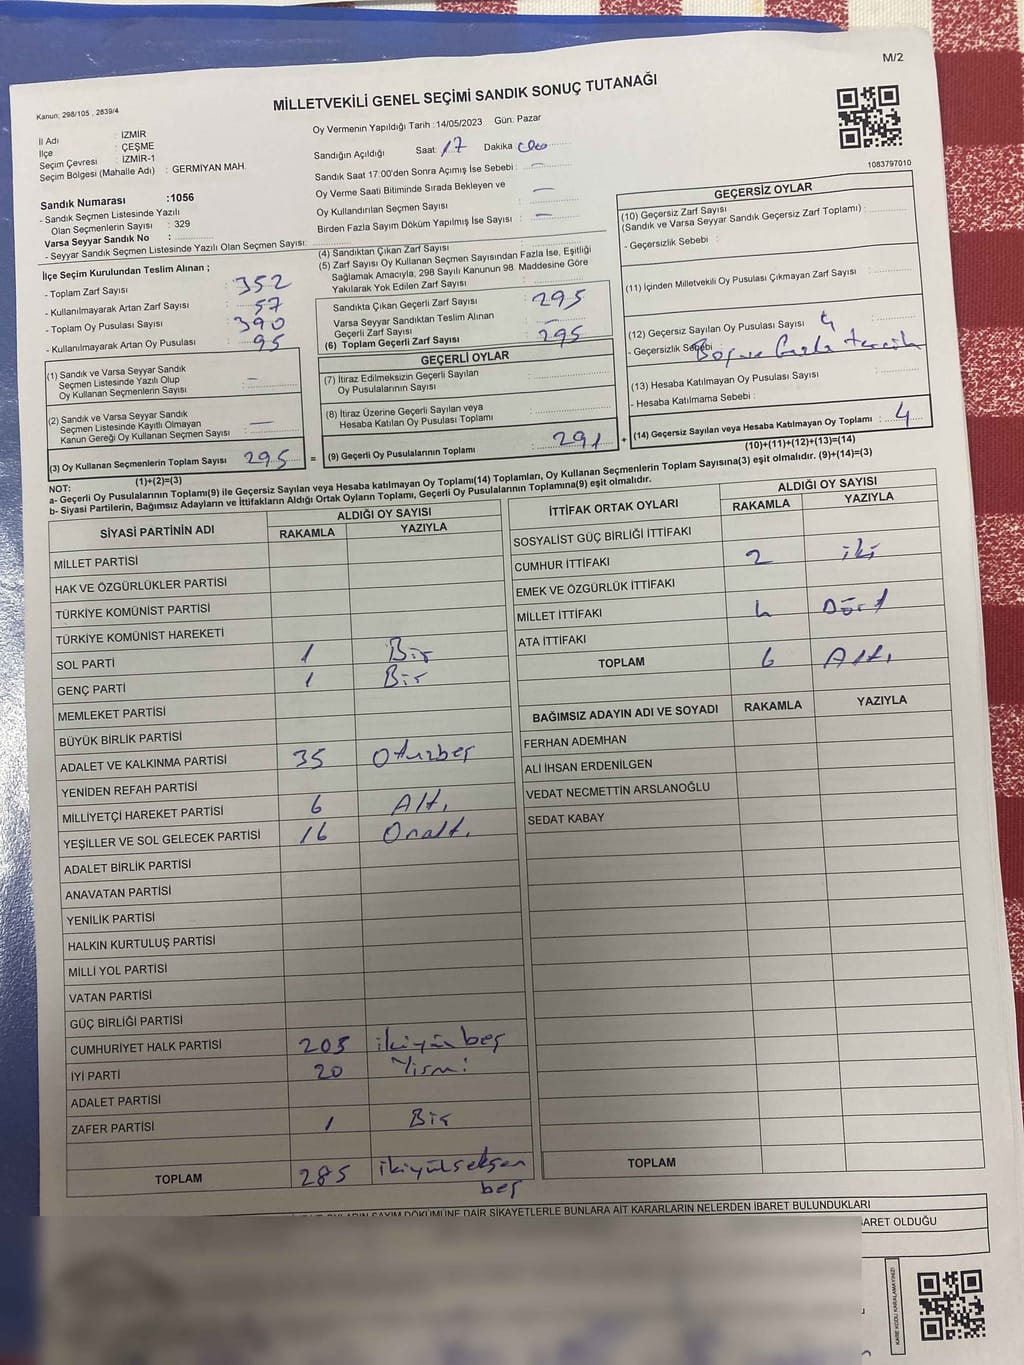 M/2
Kanun: 298/105 , 2839/4
MİLLETVEKİLİ GENEL SEÇİMİ SANDIK SONUÇ TUTANAĞI
İl Adı : İZMİR
İlçe : ÇEŞME
Seçim Çevresi : İZMİR-1
Seçim Bölgesi (Mahalle Adı) : GERMİYAN MAH.
Sandık Numarası :1056
- Sandık Seçmen Listesinde Yazılı
Olan Seçmenlerin Sayısı : 329
Varsa Seyyar Sandık No :
- Seyyar Sandık Seçmen Listesinde Yazılı Olan Seçmen Sayısı:
Oy Vermenin Yapıldığı Tarih : 14/05/2023 Gün: Pazar
Sandığın Açıldığı Saat: 17 Dakika:
Sandık Saat 17:00'den Sonra Açımış İse Sebebi : —
Oy Verme Saati Bitiminde Sırada Bekleyen ve
Oy Kullandırılan Seçmen Sayısı : —
Birden Fazla Sayım Döküm Yapılmış İse Sayısı : —
1083797010
İlçe Seçim Kurulundan Teslim Alınan ;
- Toplam Zarf Sayısı : 352
- Kullanılmayarak Artan Zarf Sayısı : 57
- Toplam Oy Pusulası Sayısı : 390
- Kullanılmayarak Artan Oy Pusulası : 95
(1) Sandık ve Varsa Seyyar Sandık
Seçmen Listesinde Yazılı Olup
Oy Kullanan Seçmenlerin Sayısı : —
(2) Sandık ve Varsa Seyyar Sandık
Seçmen Listesinde Kayıtlı Olmayan
Kanun Gereği Oy Kullanan Seçmen Sayısı : —
(3) Oy Kullanan Seçmenlerin Toplam Sayısı 295 =
(1)+(2)=(3)
(4) Sandıktan Çıkan Zarf Sayısı :
(5) Zarf Sayısı Oy Kullanan Seçmen Sayısından Fazla İse, Eşitliği
Sağlamak Amacıyla; 298 Sayılı Kanunun 98. Maddesine Göre
Yakılarak Yok Edilen Zarf Sayısı :
Sandıkta Çıkan Geçerli Zarf Sayısı : 295
Varsa Seyyar Sandıktan Teslim Alınan
Geçerli Zarf Sayısı : —
(6) Toplam Geçerli Zarf Sayısı : 295
GEÇERLİ OYLAR
(7) İtiraz Edilmeksizin Geçerli Sayılan
Oy Pusulalarının Sayısı :
(8) İtiraz Üzerine Geçerli Sayılan veya
Hesaba Katılan Oy Pusulası Toplamı :
(9) Geçerli Oy Pusulalarının Toplamı : 291 +
GEÇERSİZ OYLAR
(10) Geçersiz Zarf Sayısı
(Sandık ve Varsa Seyyar Sandık Geçersiz Zarf Toplamı) :
- Geçersizlik Sebebi :
(11) İçinden Milletvekili Oy Pusulası Çıkmayan Zarf Sayısı :
(12) Geçersiz Sayılan Oy Pusulası Sayısı : 4
- Geçersizlik Sebebi Boş ve fazla tercih
(13) Hesaba Katılmayan Oy Pusulası Sayısı :
- Hesaba Katılmama Sebebi :
(14) Geçersiz Sayılan veya Hesaba Katılmayan Oy Toplamı : 4
(10)+(11)+(12)+(13)=(14)
NOT:
a- Geçerli Oy Pusulalarının Toplamı(9) ile Geçersiz Sayılan veya Hesaba katılmayan Oy Toplamı(14) Toplamları, Oy Kullanan Seçmenlerin Toplam Sayısına(3) eşit olmalıdır. (9)+(14)=(3)
b- Siyasi Partilerin, Bağımsız Adayların ve İttifakların Aldığı Ortak Oyların Toplamı, Geçerli Oy Pusulalarının Toplamına(9) eşit olmalıdır.
SİYASİ PARTİNİN ADI ALDIĞI OY SAYISI
RAKAMLA YAZIYLA
MİLLET PARTİSİ
HAK VE ÖZGÜRLÜKLER PARTİSİ
TÜRKİYE KOMÜNİST PARTİSİ
TÜRKİYE KOMÜNİST HAREKETİ
SOL PARTİ 1 Bir
GENÇ PARTİ 1 Bir
MEMLEKET PARTİSİ
BÜYÜK BİRLİK PARTİSİ
ADALET VE KALKINMA PARTİSİ 35 Otuzbeş
YENİDEN REFAH PARTİSİ
MİLLİYETÇİ HAREKET PARTİSİ 6 Altı
YEŞİLLER VE SOL GELECEK PARTİSİ 16 Onaltı
ADALET BİRLİK PARTİSİ
ANAVATAN PARTİSİ
YENİLİK PARTİSİ
HALKIN KURTULUŞ PARTİSİ
MİLLİ YOL PARTİSİ
VATAN PARTİSİ
GÜÇ BİRLİĞİ PARTİSİ
CUMHURİYET HALK PARTİSİ 205 ikiyüzbeş
İYİ PARTİ 20 Yirmi
ADALET PARTİSİ
ZAFER PARTİSİ 1 Bir
TOPLAM 285 ikiyülseksen
beş
İTTİFAK ORTAK OYLARI ALDIĞI OY SAYISI
RAKAMLA YAZIYLA
SOSYALİST GÜÇ BİRLİĞİ İTTİFAKI
CUMHUR İTTİFAKI 2 iki
EMEK VE ÖZGÜRLÜK İTTİFAKI
MİLLET İTTİFAKI 4 Dört
ATA İTTİFAKI
TOPLAM 6 Altı
BAĞIMSIZ ADAYIN ADI VE SOYADI RAKAMLA YAZIYLA
FERHAN ADEMHAN
ALİ İHSAN ERDENİLGEN
VEDAT NECMETTİN ARSLANOĞLU
SEDAT KABAY
TOPLAM
OYLARIN SAYIM DÖKÜMÜNE DAİR ŞİKAYETLERLE BUNLARA AİT KARARLARIN NELERDEN İBARET BULUNDUKLARI
BARET OLDUĞU
KARE KODU KARALAMAYINIZ!